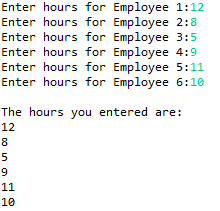 Enter hours for Employee 1:12
Enter hours for Employee 2:8
Enter hours for Employee 3:5
Enter hours for Employee 4:9
Enter hours for Employee 5:11
Enter hours for Employee 6:10

The hours you entered are:
12
8
5
9
11
10